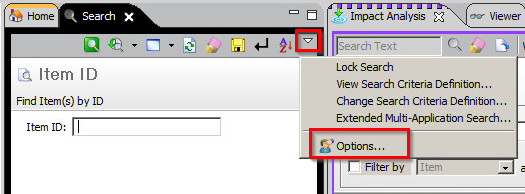 Home
Search
Impact Analysis
Viewer
Search Text
Item ID
Lock Search
View Search Criteria Definition...
Change Search Criteria Definition...
Extended Multi-Application Search...
Find Item(s) by ID
Item ID:
Options...
Filter by
Item